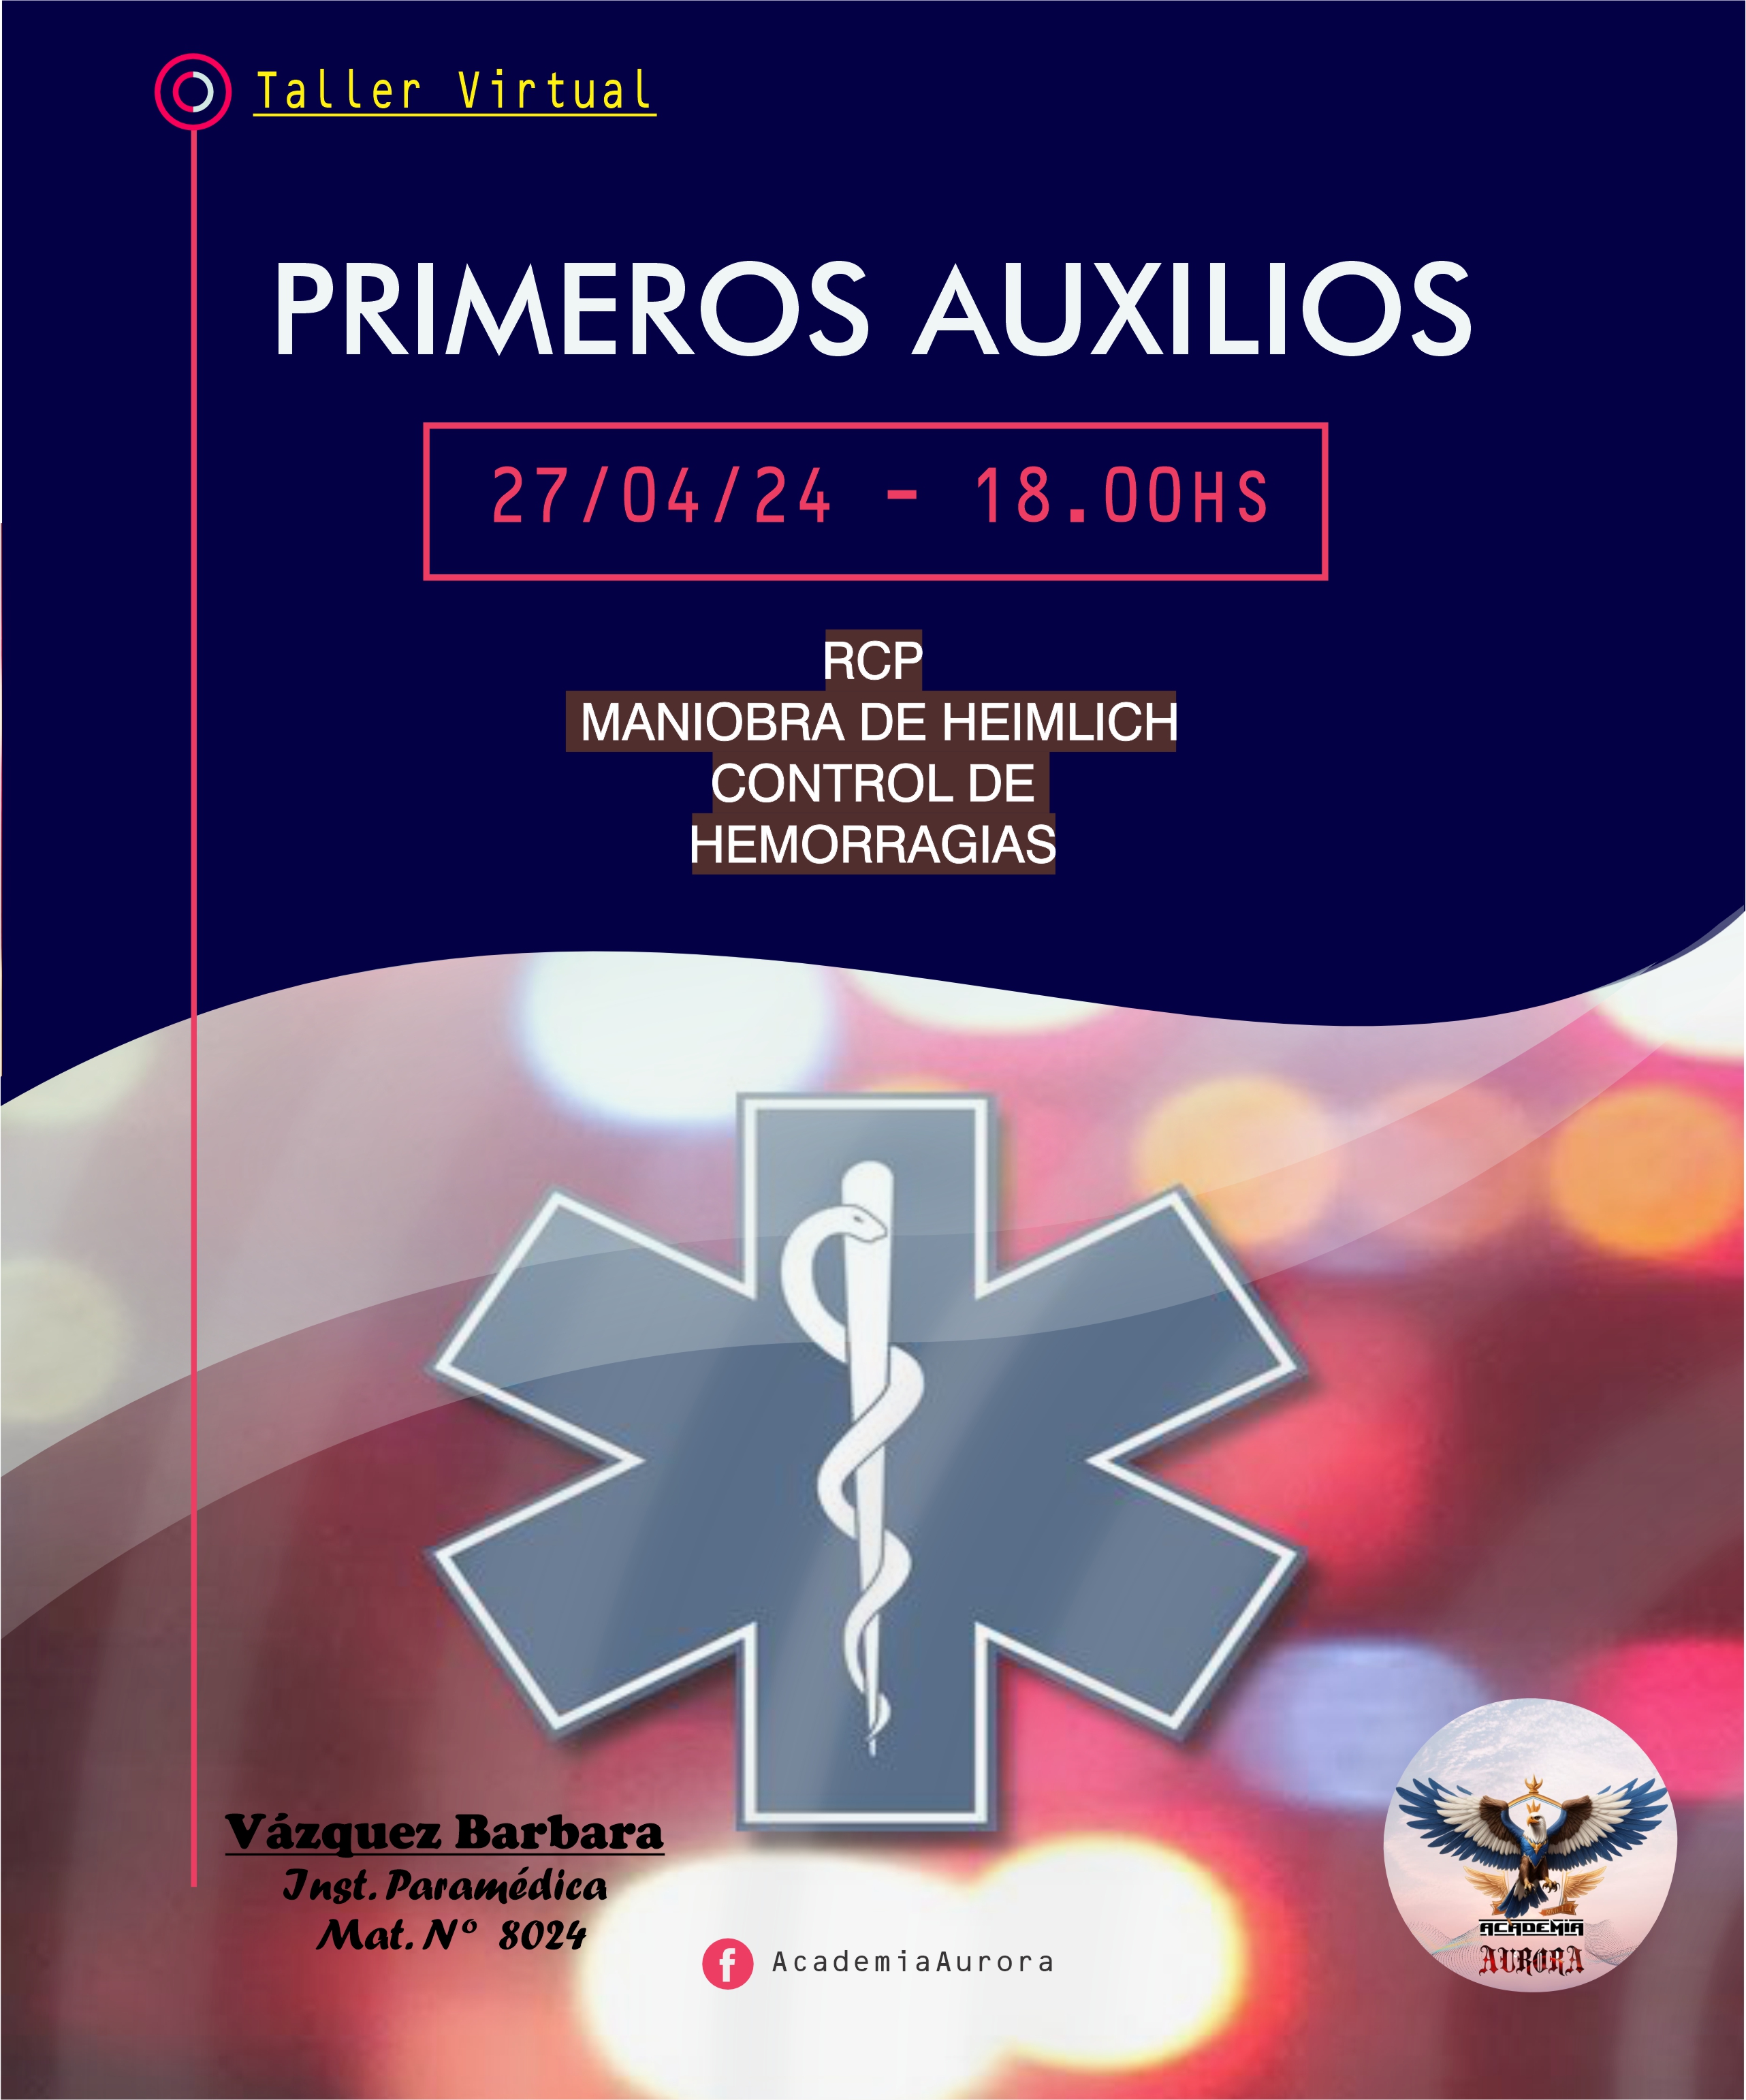 Taller Virtual
PRIMEROS AUXILIOS
27/04/24 - 18.00HS
RCP
MANIOBRA DE HEIMLICH
CONTROL DE
HEMORRAGIAS
Vázquez Barbara
Inst. Paramédica
Mat. Nº 8024
AcademiaAurora
ACADEMIA
AURORA